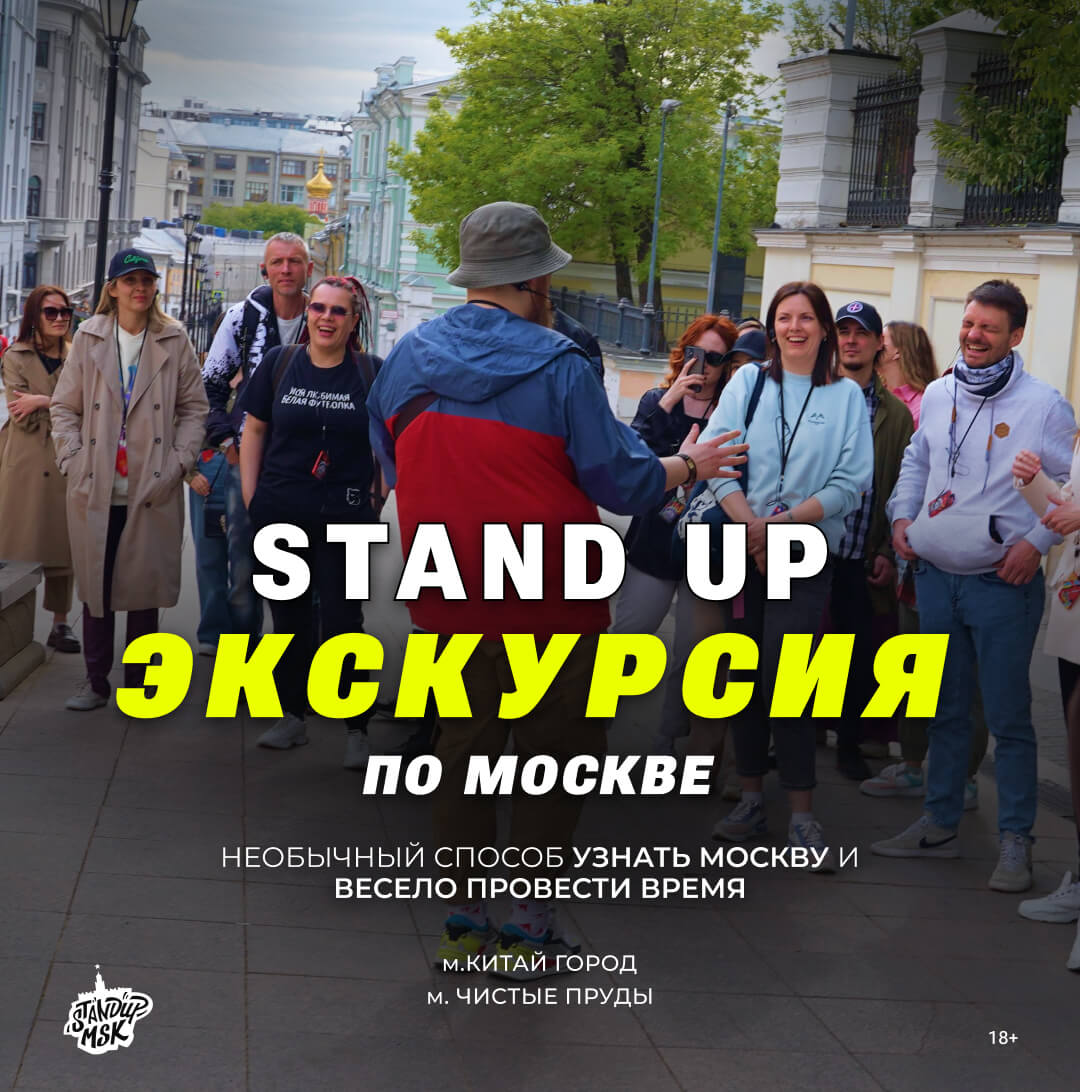 МОЯ ЛЮБИМАЯ
БЕЛАЯ ФУТБОЛКА
STAND UP
ЭКСКУРСИЯ
ПО МОСКВЕ
НЕОБЫЧНЫЙ СПОСОБ УЗНАТЬ МОСКВУ И
ВЕСЕЛО ПРОВЕСТИ ВРЕМЯ
м.КИТАЙ ГОРОД
м. ЧИСТЫЕ ПРУДЫ
STANDUP
MSK
18+